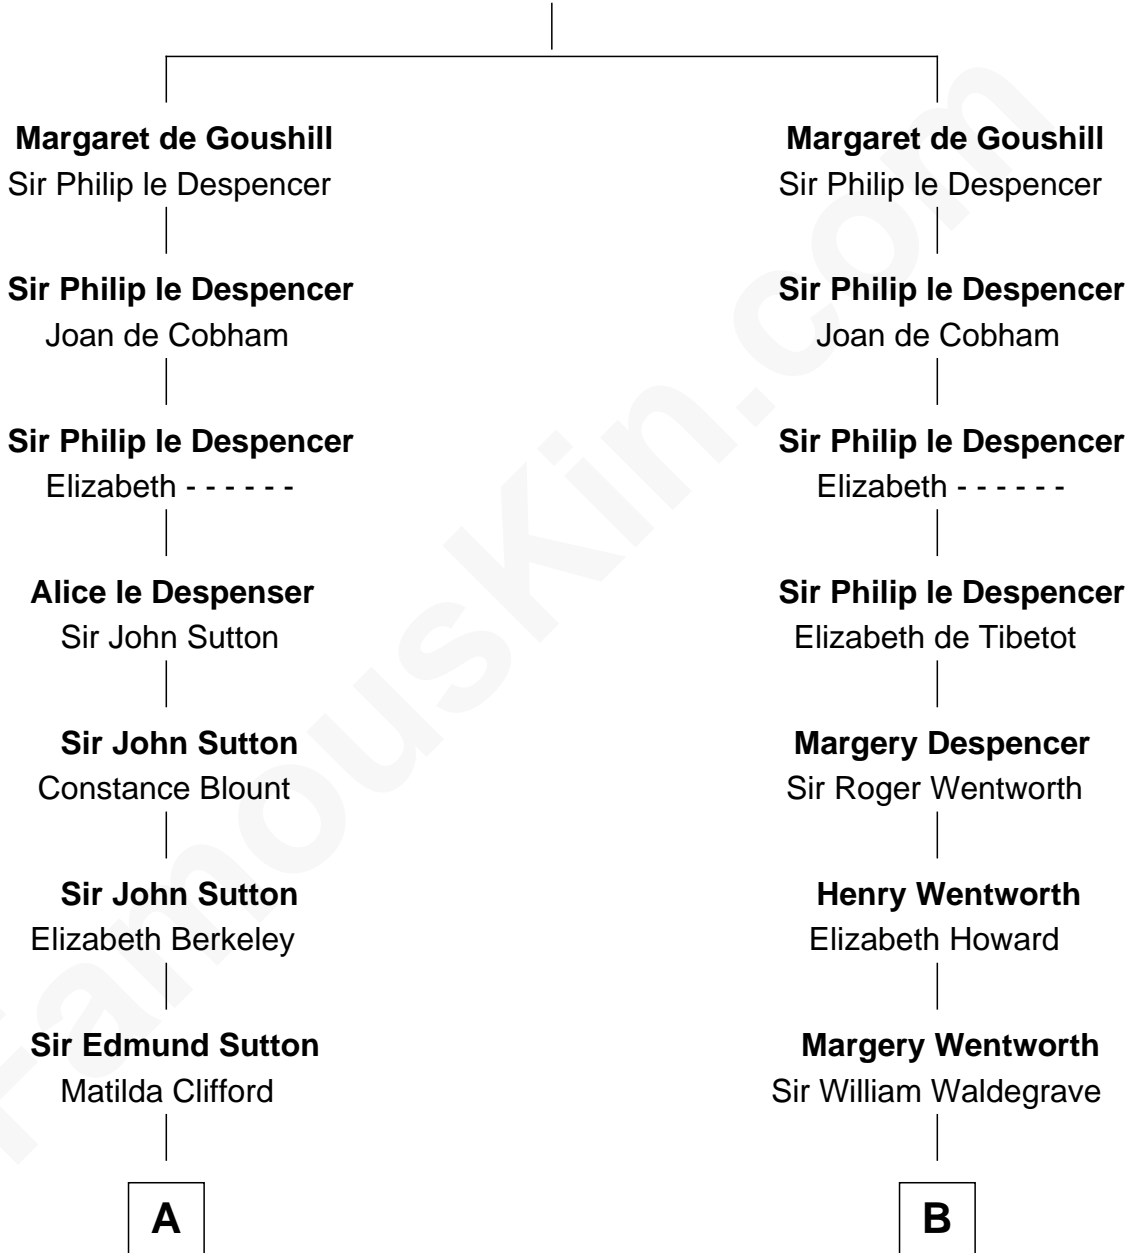 Margaret de Goushill
Sir Philip le Despencer
Sir Philip le Despencer
Joan de Cobham
Sir Philip le Despencer
Elizabeth - - - - - -
Alice le Despenser
Sir John Sutton
Sir John Sutton
Constance Blount
Sir John Sutton
Elizabeth Berkeley
Sir Edmund Sutton
Matilda Clifford
A
Margaret de Goushill
Sir Philip le Despencer
Sir Philip le Despencer
Joan de Cobham
Sir Philip le Despencer
Elizabeth - - - - - -
Sir Philip le Despencer
Elizabeth de Tibetot
Margery Despencer
Sir Roger Wentworth
Henry Wentworth
Elizabeth Howard
Margery Wentworth
Sir William Waldegrave
B
FamousKin.com